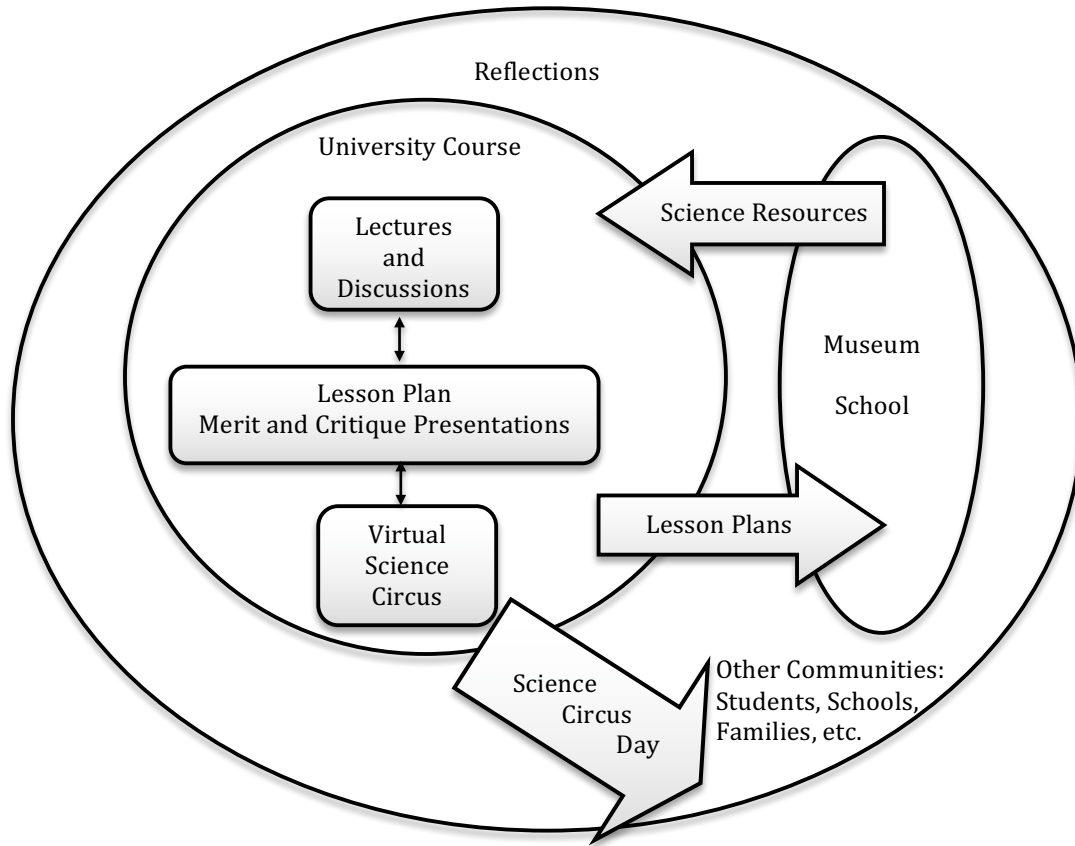 Reflections
University Course
Lectures
and
Discussions
Lesson Plan
Merit and Critique Presentations
Virtual
Science
Circus
Science Resources
Museum
School
Lesson Plans
Science
Circus
Day
Other Communities:
Students, Schools,
Families, etc.